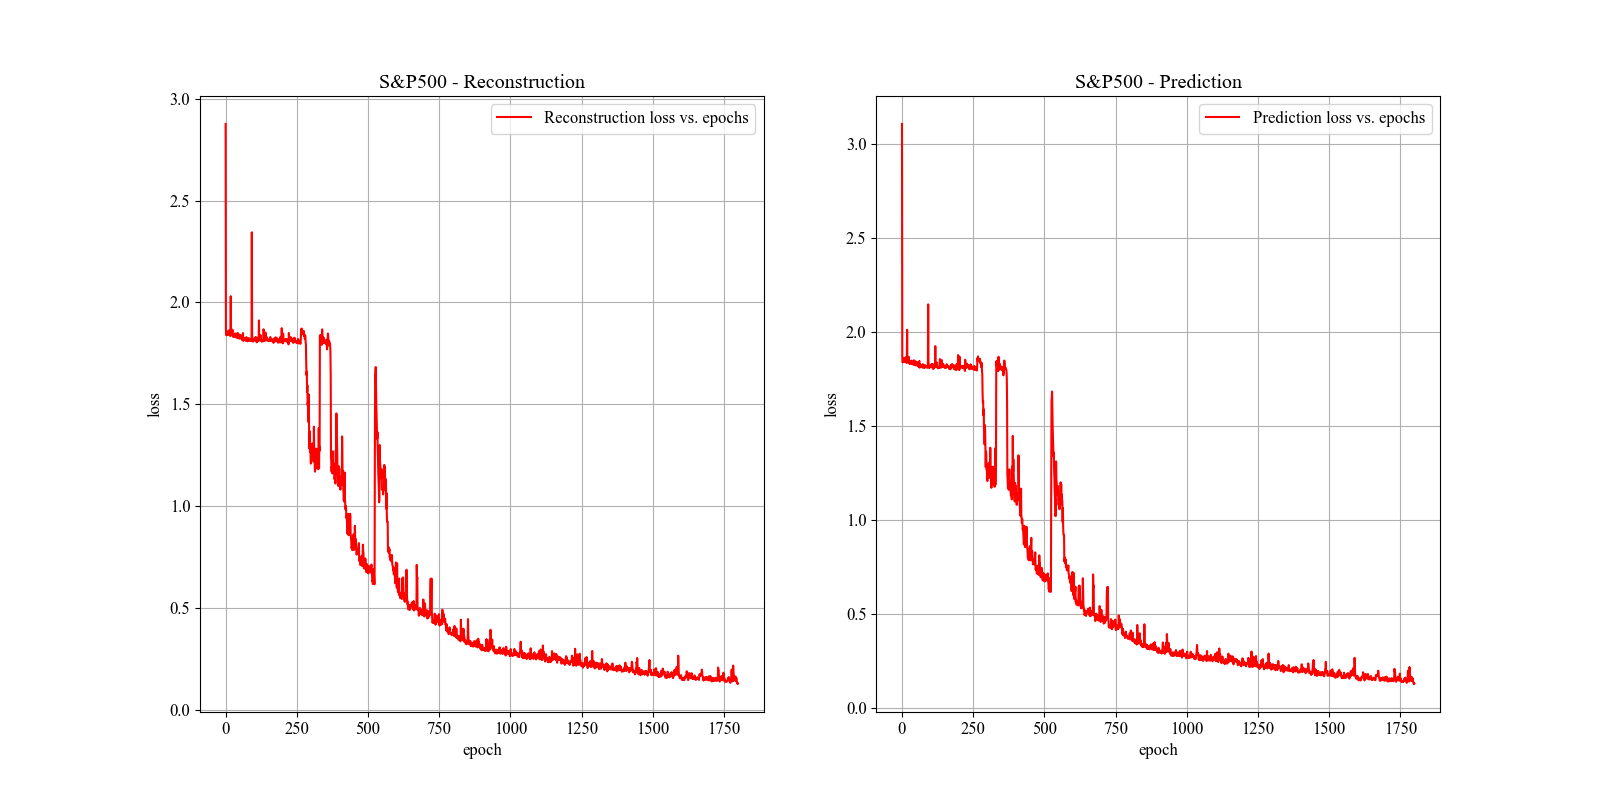 S&P500 - Reconstruction
Reconstruction loss vs. epochs
3.0
2.5
2.0
1.5
1.0
0.5
0.0
loss
0 250 500 750 1000 1250 1500 1750
epoch
S&P500 - Prediction
Prediction loss vs. epochs
3.0
2.5
2.0
1.5
1.0
0.5
0.0
loss
0 250 500 750 1000 1250 1500 1750
epoch